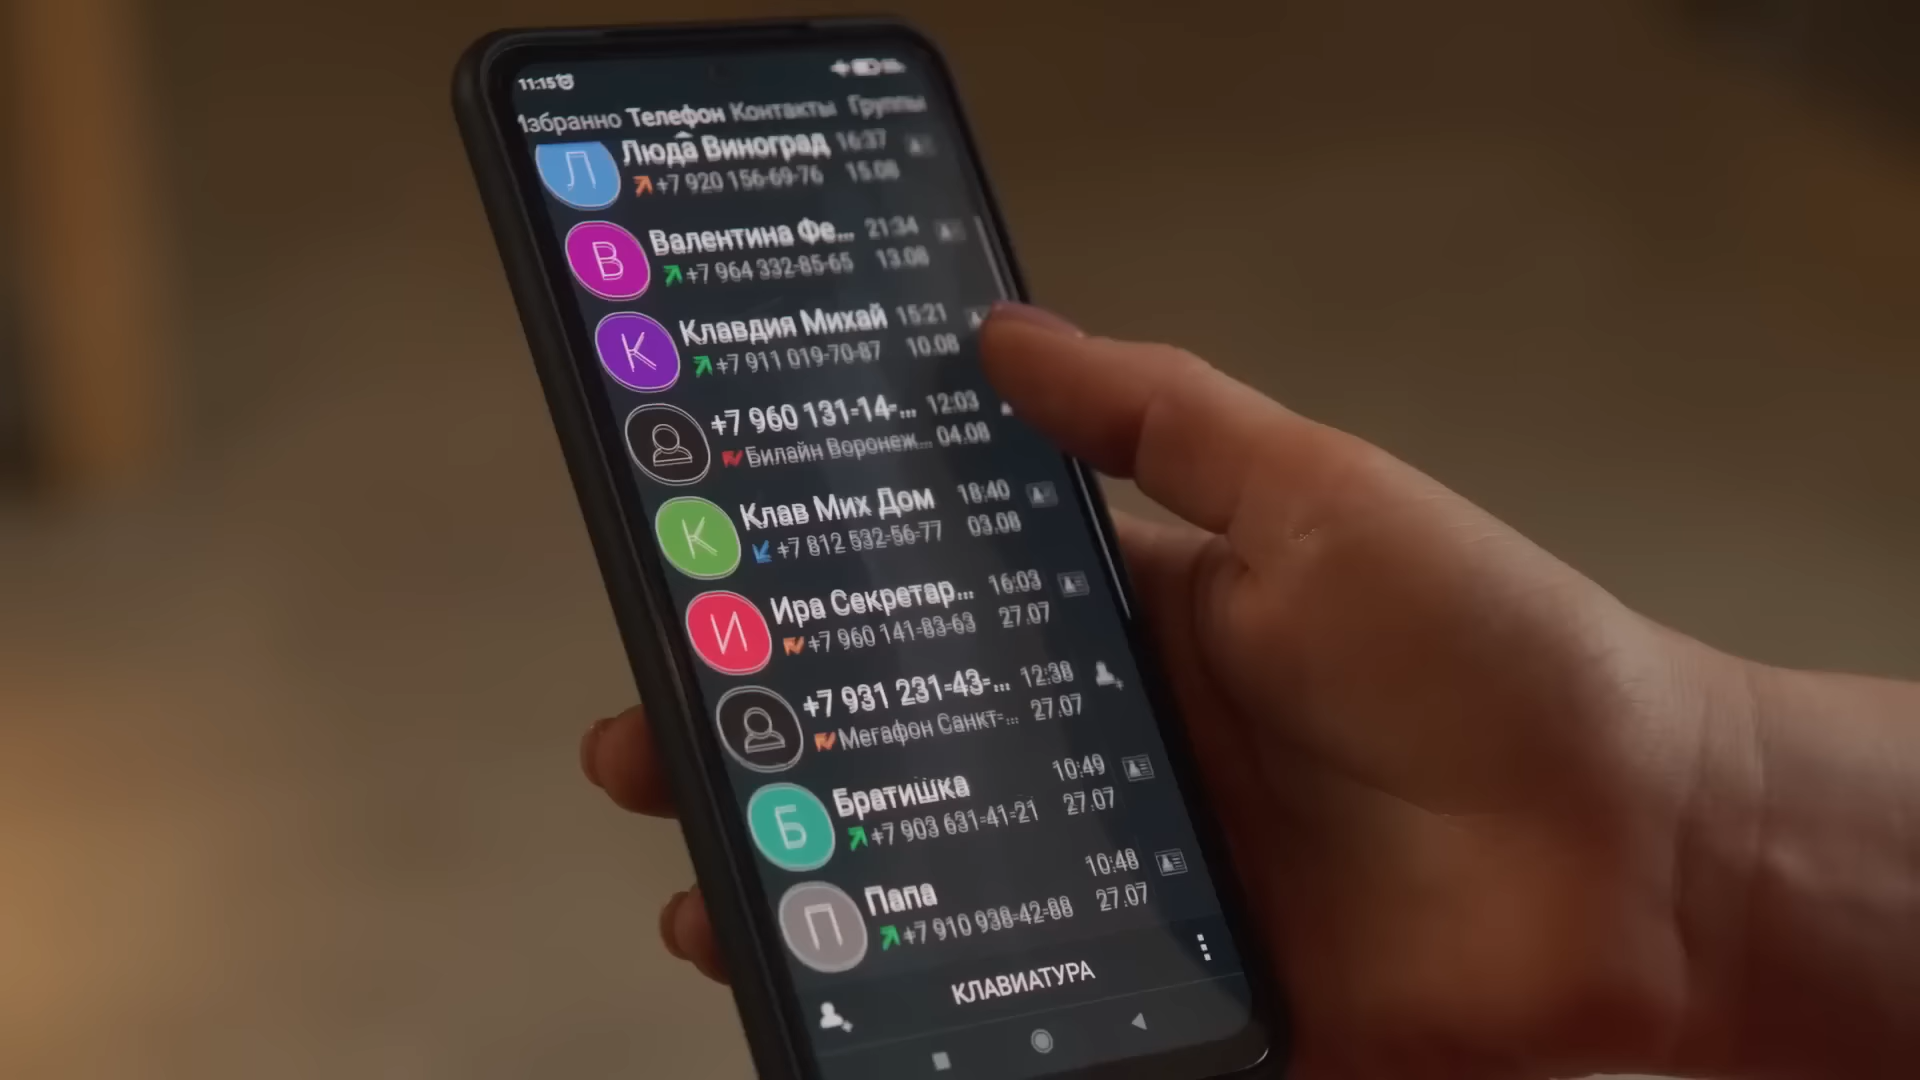 11:15
Избранно Телефон Контакты Группы
Л Люда Виноград 16:37
+7 920 156-69-76 15.08
В Валентина Фе... 21:34
+7 964 332-85-65 13.08
К Клавдия Михай 15:21
+7 911 019-70-87 10.08
+7 960 131-14-... 12:03
Билайн Воронеж... 04.08
К Клав Мих Дом 18:40
+7 812 532-56-77 03.08
И Ира Секретар... 16:03
+7 960 141-83-63 27.07
+7 931 231-43-... 12:38
Мегафон Санкт-... 27.07
Б Братишка 10:49
+7 903 631-41-21 27.07
П Папа 10:48
+7 910 938-42-88 27.07
КЛАВИАТУРА